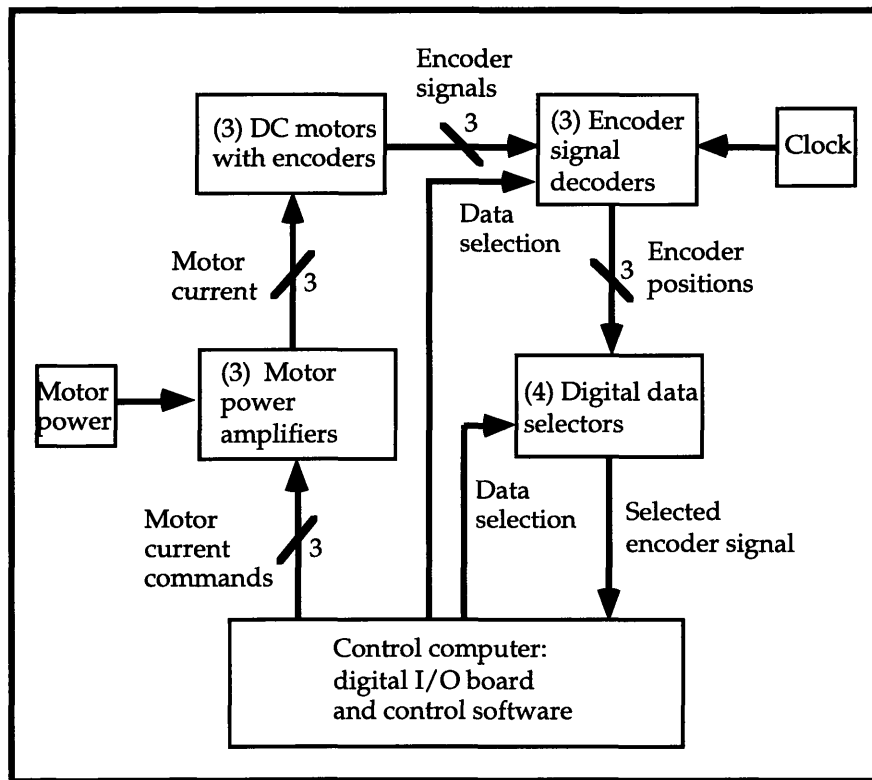 Encoder
signals
3
(3) DC motors
with encoders
(3) Encoder
signal
decoders
Clock
Data
selection
Motor
current
3
3
Encoder
positions
Motor
power
(3) Motor
power
amplifiers
(4) Digital data
selectors
Motor
current
commands
3
Data
selection
Selected
encoder signal
Control computer:
digital I/O board
and control software